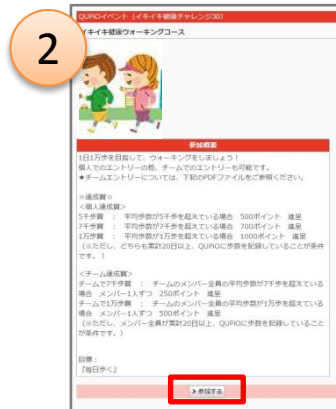 QUPiOイベント（イキイキ健康チャレンジ30）
2
イキイキ健康ウォーキングコース
参加概要
1日1万歩を目指して、ウォーキングをしましょう！
個人でのエントリーの他、チームでのエントリーも可能です。
★チームエントリーについては、下記のPDFファイルをご参照ください。
☆達成賞☆
＜個人達成賞＞
5千歩賞　：　平均歩数が5千歩を超えている場合　500ポイント　進呈
7千歩賞　：　平均歩数が7千歩を超えている場合　700ポイント　進呈
1万歩賞　：　平均歩数が1万歩を超えている場合　1000ポイント　進呈
（※ただし、どちらも累計20日以上、QUPiOに歩数を記録していることが条件
です。）
＜チーム達成賞＞
チームで7千歩賞　：　チームのメンバー全員の平均歩数が7千歩を超えている
場合　メンバー1人ずつ　250ポイント　進呈
チームで1万歩賞　：　チームのメンバー全員の平均歩数が1万歩を超えている
場合　メンバー1人ずつ　500ポイント　進呈
（※ただし、メンバー全員が累計20日以上、QUPiOに歩数を記録していること
が条件です。）
目標：
『毎日歩く』
参加する